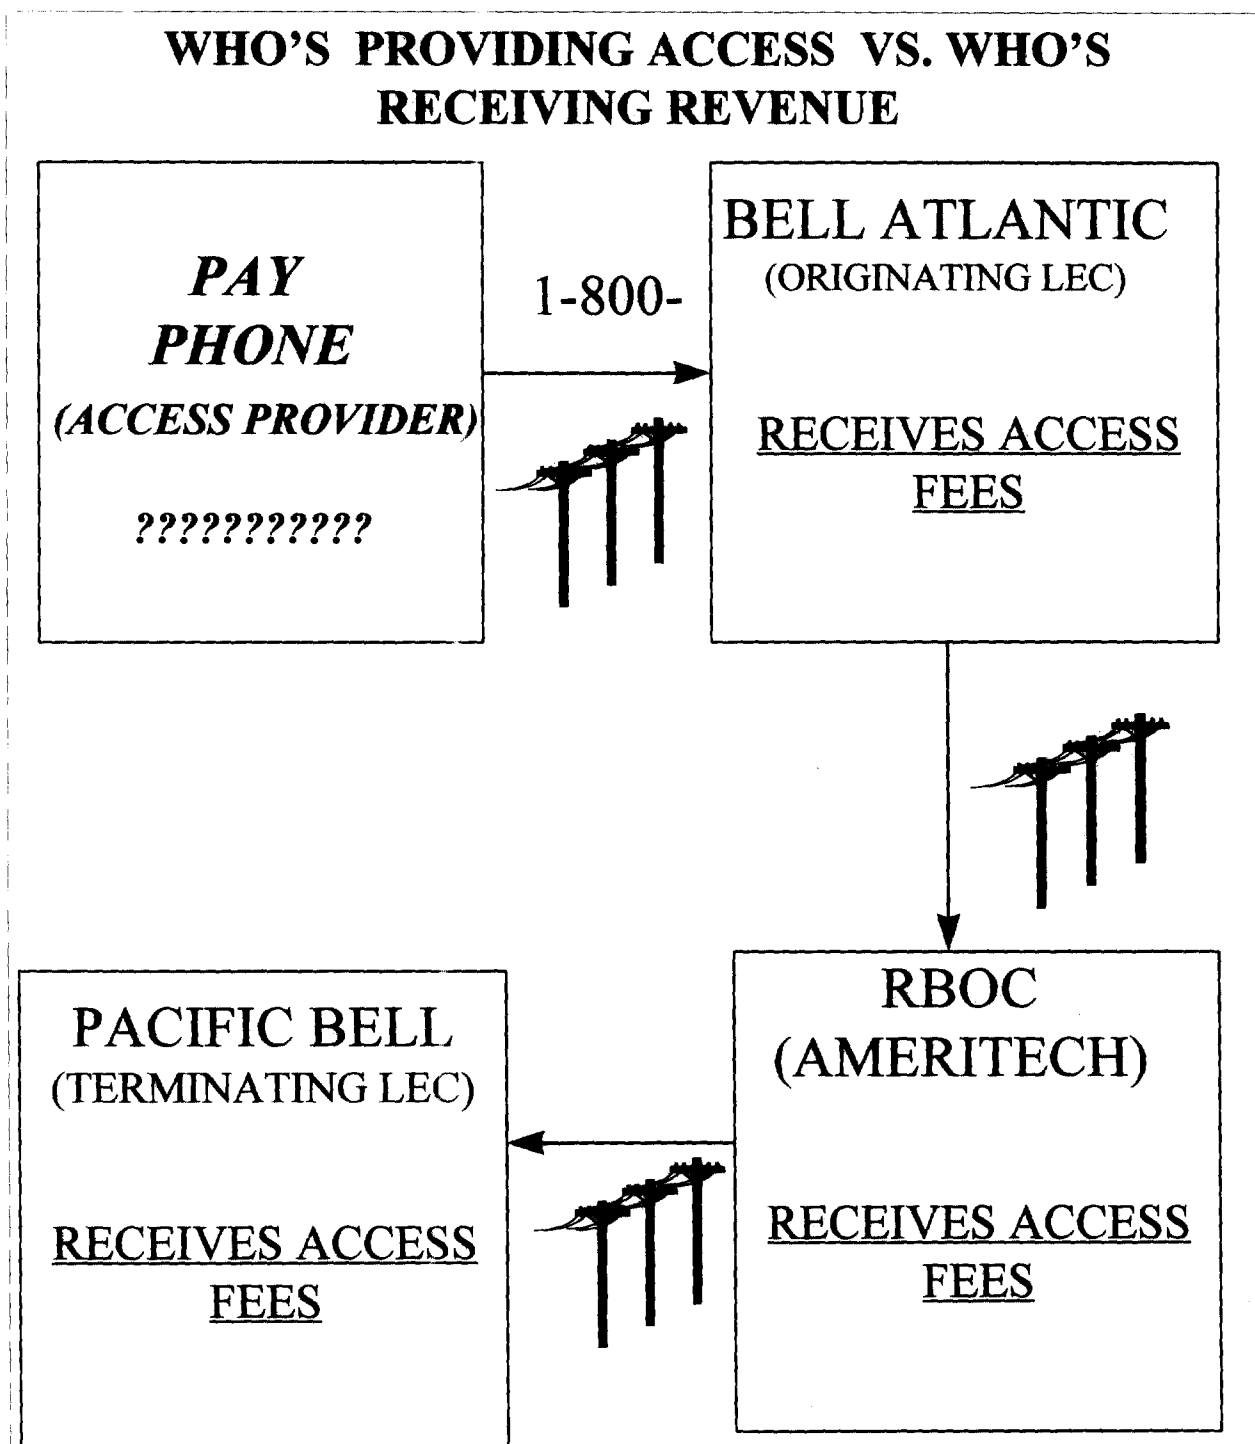 WHO'S PROVIDING ACCESS VS. WHO'S
RECEIVING REVENUE
PAY
PHONE
(ACCESS PROVIDER)
???????????
1-800-
BELL ATLANTIC
(ORIGINATING LEC)
RECEIVES ACCESS
FEES
RBOC
(AMERITECH)
RECEIVES ACCESS
FEES
PACIFIC BELL
(TERMINATING LEC)
RECEIVES ACCESS
FEES